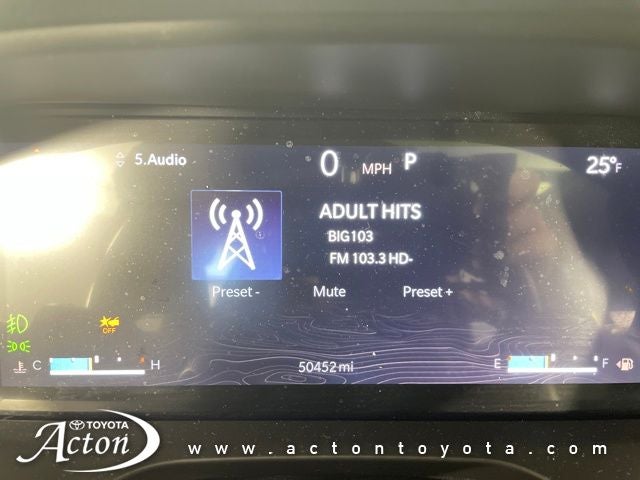 5.Audio
0 MPH P
25°F
ADULT HITS
BIG103
FM 103.3 HD-
Preset - Mute Preset +
OFF
C H
50452 mi
E F
TOYOTA
Acton
www.actontoyota.com